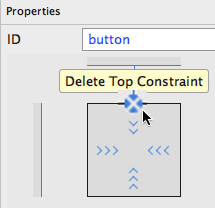 Properties
ID button
Delete Top Constraint